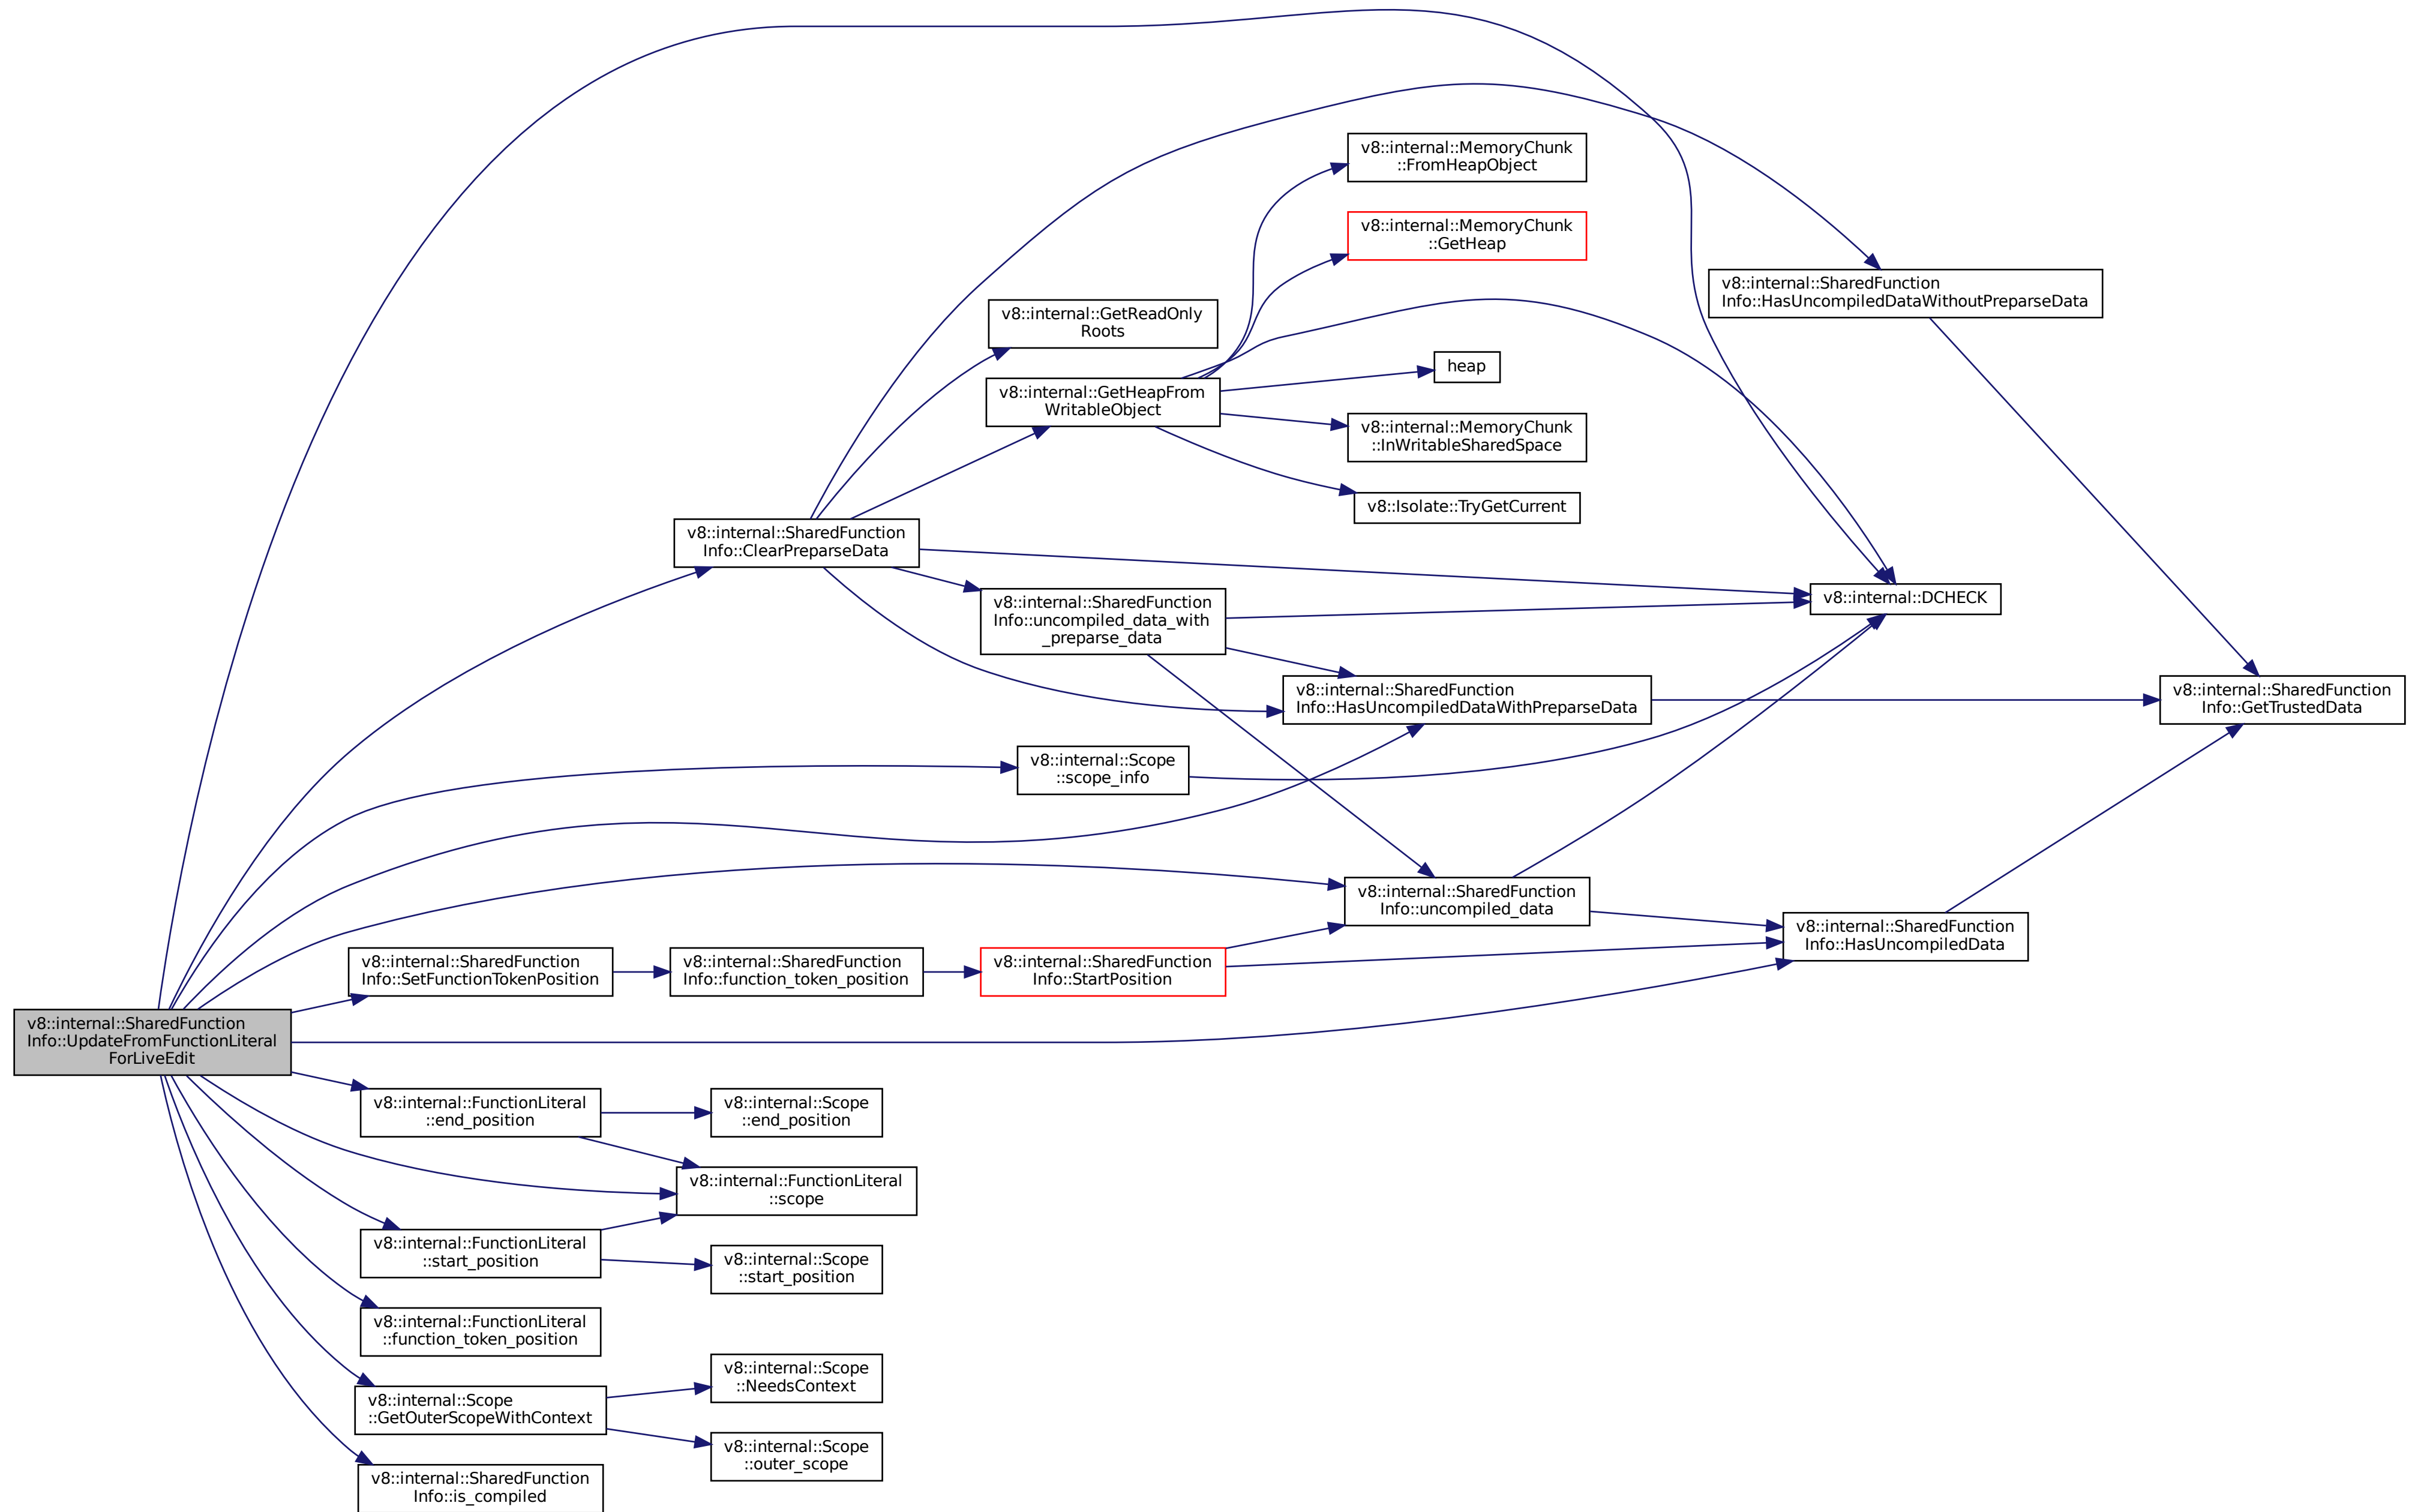 v8::internal::MemoryChunk
::FromHeapObject
v8::internal::MemoryChunk
::GetHeap
v8::internal::SharedFunction
Info::HasUncompiledDataWithoutPreparseData
v8::internal::GetReadOnly
Roots
heap
v8::internal::GetHeapFrom
WritableObject
v8::internal::MemoryChunk
::InWritableSharedSpace
v8::Isolate::TryGetCurrent
v8::internal::SharedFunction
Info::ClearPreparseData
v8::internal::DCHECK
v8::internal::SharedFunction
Info::uncompiled_data_with
_preparse_data
v8::internal::SharedFunction
Info::HasUncompiledDataWithPreparseData
v8::internal::SharedFunction
Info::GetTrustedData
v8::internal::Scope
::scope_info
v8::internal::SharedFunction
Info::uncompiled_data
v8::internal::SharedFunction
Info::HasUncompiledData
v8::internal::SharedFunction
Info::SetFunctionTokenPosition
v8::internal::SharedFunction
Info::function_token_position
v8::internal::SharedFunction
Info::StartPosition
v8::internal::SharedFunction
Info::UpdateFromFunctionLiteral
ForLiveEdit
v8::internal::FunctionLiteral
::end_position
v8::internal::Scope
::end_position
v8::internal::FunctionLiteral
::scope
v8::internal::FunctionLiteral
::start_position
v8::internal::Scope
::start_position
v8::internal::FunctionLiteral
::function_token_position
v8::internal::Scope
::NeedsContext
v8::internal::Scope
::GetOuterScopeWithContext
v8::internal::Scope
::outer_scope
v8::internal::SharedFunction
Info::is_compiled